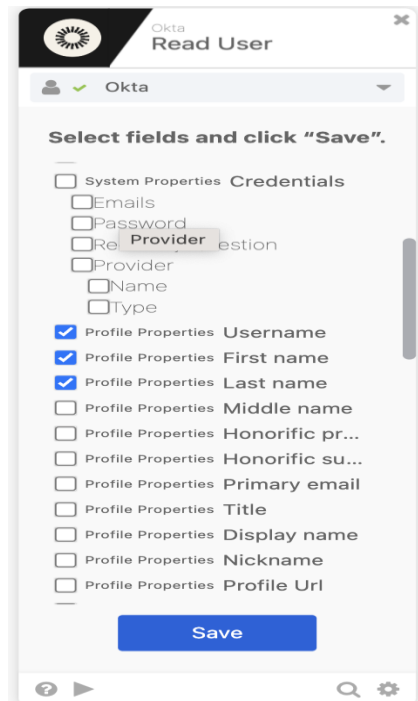 Okta
Read User
Okta
Select fields and click “Save”.
System Properties Credentials
Emails
Password
Provider
Provider
Name
Type
Profile Properties Username
Profile Properties First name
Profile Properties Last name
Profile Properties Middle name
Profile Properties Honorific pr...
Profile Properties Honorific su...
Profile Properties Primary email
Profile Properties Title
Profile Properties Display name
Profile Properties Nickname
Profile Properties Profile Url
Save